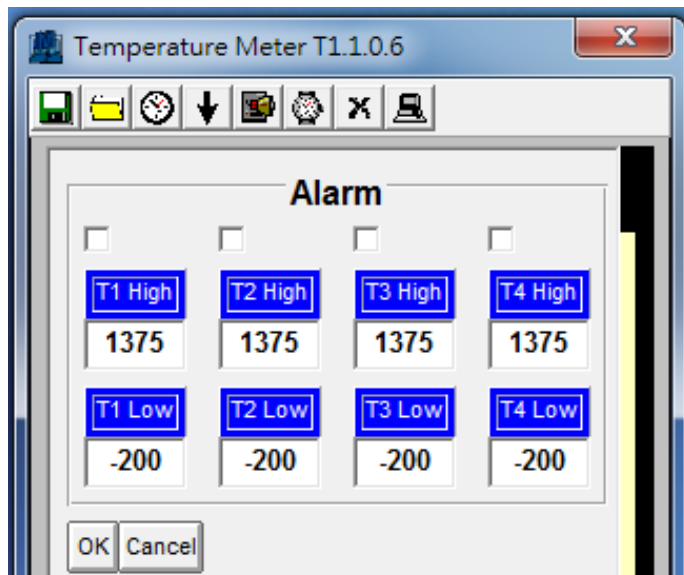 Temperature Meter T1.1.0.6
Alarm
T1 High T2 High T3 High T4 High
1375 1375 1375 1375
T1 Low T2 Low T3 Low T4 Low
-200 -200 -200 -200
OK Cancel